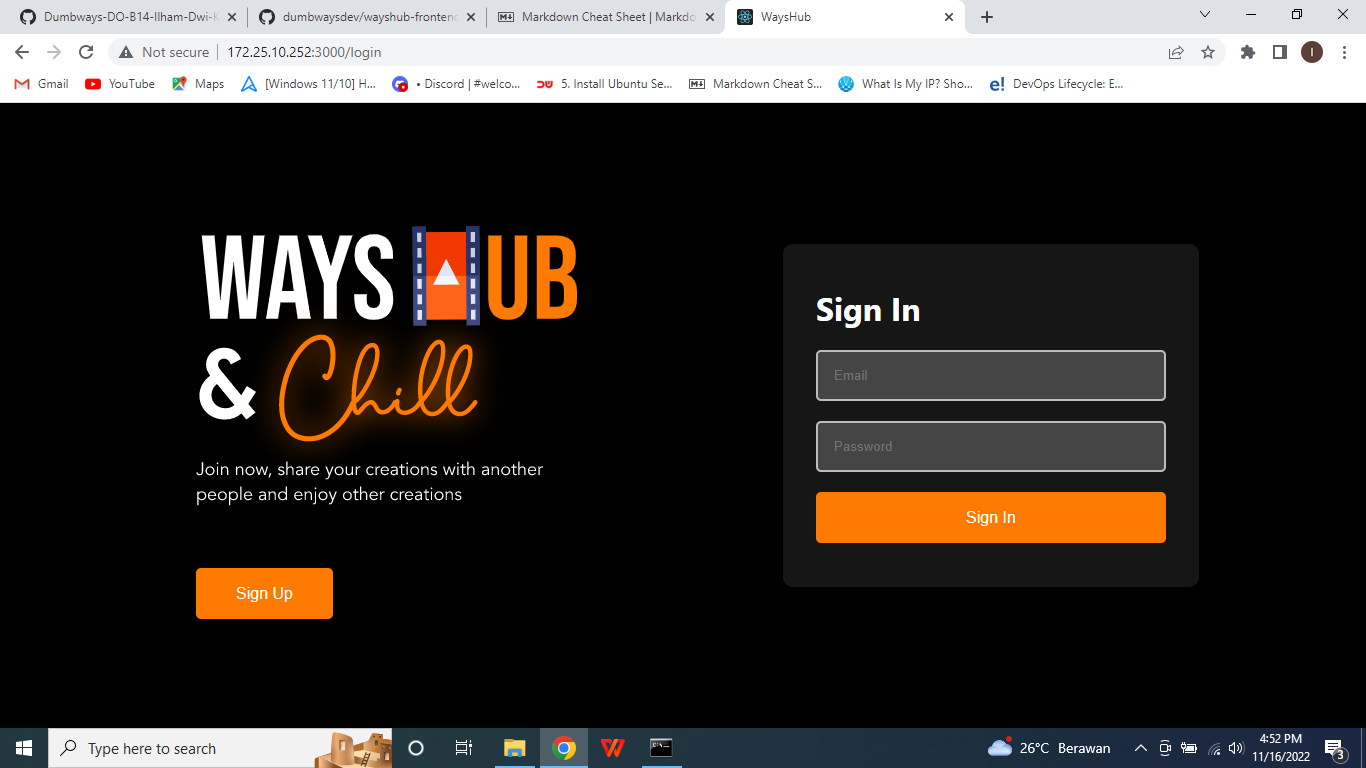 Dumbways-DO-B14-Ilham-Dwi-K
dumbwaysdev/wayshub-frontend
Markdown Cheat Sheet | Markdo
WaysHub
Not secure
172.25.10.252:3000/login
I
Gmail
YouTube
Maps
[Windows 11/10] H...
• Discord | #welco...
5. Install Ubuntu Se...
Markdown Cheat S...
What Is My IP? Sho...
DevOps Lifecycle: E...
WAYS HUB
& Chill
Join now, share your creations with another
people and enjoy other creations
Sign Up
Sign In
Email
Password
Sign In
Type here to search
26°C Berawan
4:52 PM
11/16/2022
3